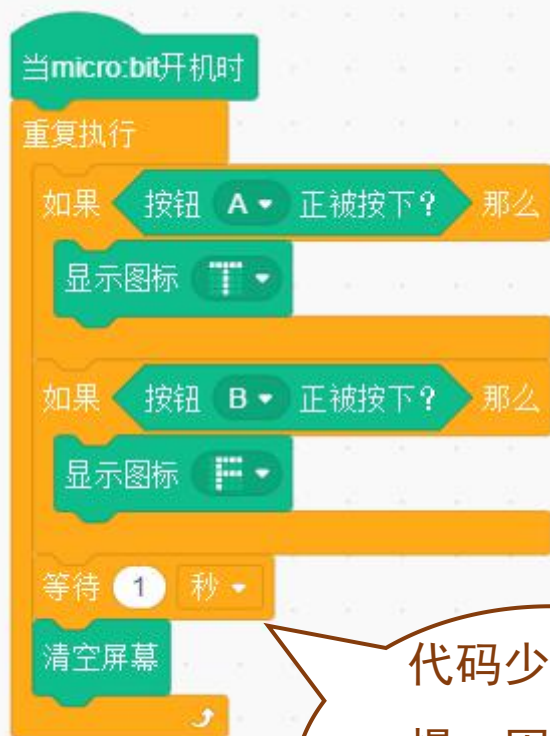 当micro:bit开机时
重复执行
如果 按钮 A 正被按下? 那么
显示图标
如果 按钮 B 正被按下? 那么
显示图标
等待 1 秒
清空屏幕
代码少